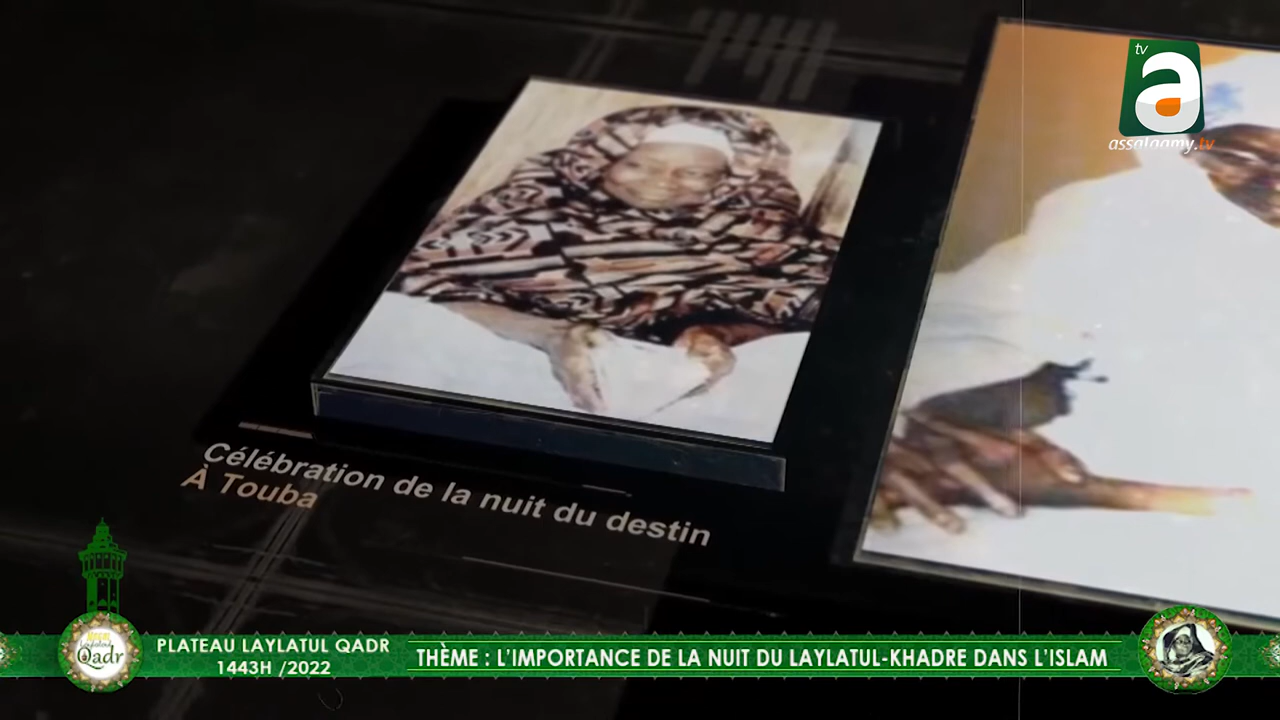 tv
a
assalaamy.tv
Célébration de la nuit du destin
À Touba
Qadr
PLATEAU LAYLATUL QADR
1443H /2022
THÈME : L'IMPORTANCE DE LA NUIT DU LAYLATUL-KHADRE DANS L'ISLAM